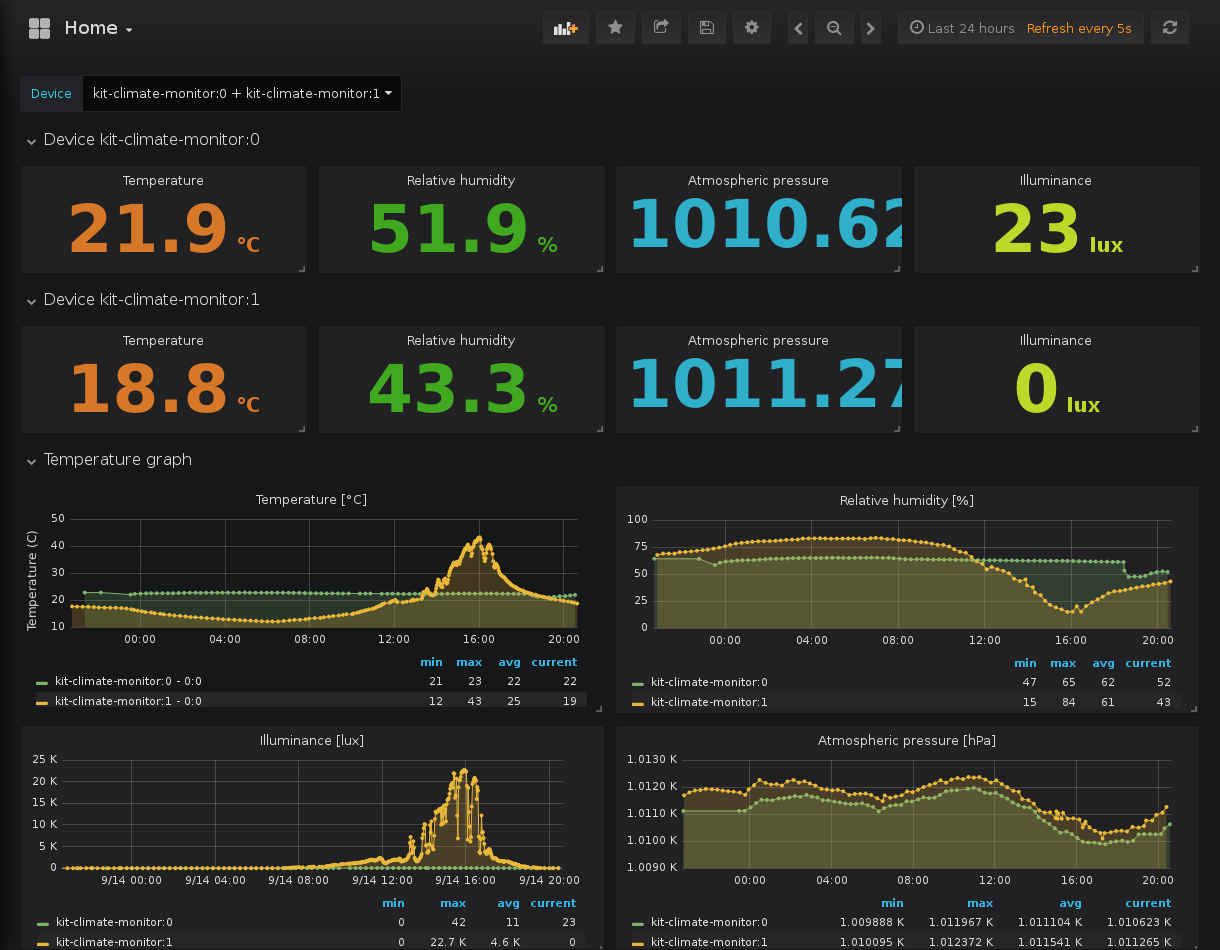 Home
Last 24 hours Refresh every 5s
Device kit-climate-monitor:0 + kit-climate-monitor:1
Device kit-climate-monitor:0
Temperature Relative humidity Atmospheric pressure Illuminance
21.9 °C 51.9 % 1010.62 23 lux
Device kit-climate-monitor:1
Temperature Relative humidity Atmospheric pressure Illuminance
18.8 °C 43.3 % 1011.27 0 lux
Temperature graph
Temperature [°C]
Temperature (C)
50
40
30
20
10
00:00 04:00 08:00 12:00 16:00 20:00
min max avg current
kit-climate-monitor:0 - 0:0 21 23 22 22
kit-climate-monitor:1 - 0:0 12 43 25 19
Relative humidity [%]
100
75
50
25
0
00:00 04:00 08:00 12:00 16:00 20:00
min max avg current
kit-climate-monitor:0 47 65 62 52
kit-climate-monitor:1 15 84 61 43
Illuminance [lux]
25 K
20 K
15 K
10 K
5 K
0
9/14 00:00 9/14 04:00 9/14 08:00 9/14 12:00 9/14 16:00 9/14 20:00
min max avg current
kit-climate-monitor:0 0 42 11 23
kit-climate-monitor:1 0 22.7 K 4.6 K 0
Atmospheric pressure [hPa]
1.0130 K
1.0120 K
1.0110 K
1.0100 K
1.0090 K
00:00 04:00 08:00 12:00 16:00 20:00
min max avg current
kit-climate-monitor:0 1.009888 K 1.011967 K 1.011104 K 1.010623 K
kit-climate-monitor:1 1.010095 K 1.012372 K 1.011541 K 1.011265 K